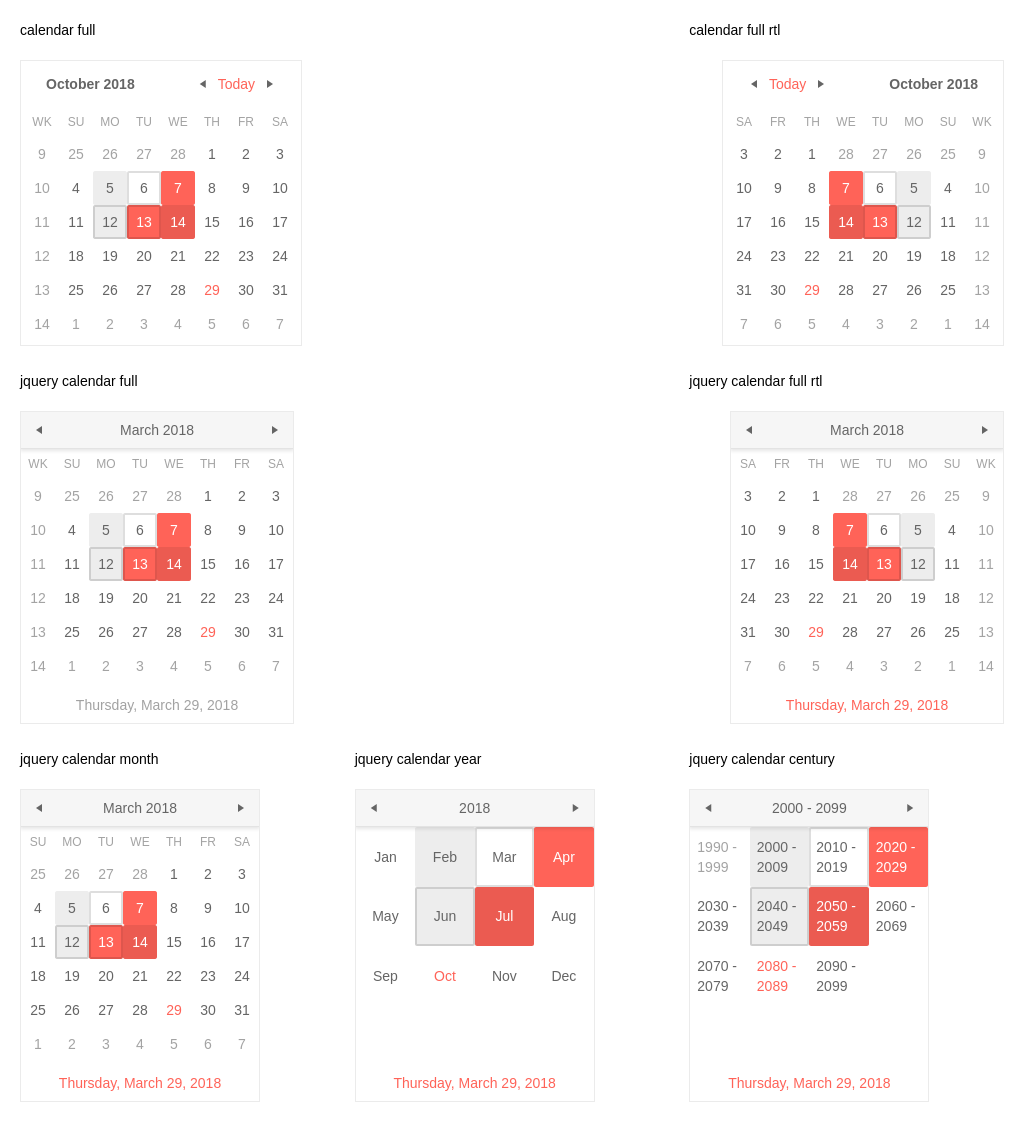 calendar full
calendar full rtl
October 2018 Today
Today October 2018
WK SU MO TU WE TH FR SA
9 25 26 27 28 1 2 3
10 4 5 6 7 8 9 10
11 11 12 13 14 15 16 17
12 18 19 20 21 22 23 24
13 25 26 27 28 29 30 31
14 1 2 3 4 5 6 7
SA FR TH WE TU MO SU WK
3 2 1 28 27 26 25 9
10 9 8 7 6 5 4 10
17 16 15 14 13 12 11 11
24 23 22 21 20 19 18 12
31 30 29 28 27 26 25 13
7 6 5 4 3 2 1 14
jquery calendar full
jquery calendar full rtl
March 2018
WK SU MO TU WE TH FR SA
9 25 26 27 28 1 2 3
10 4 5 6 7 8 9 10
11 11 12 13 14 15 16 17
12 18 19 20 21 22 23 24
13 25 26 27 28 29 30 31
14 1 2 3 4 5 6 7
Thursday, March 29, 2018
March 2018
SA FR TH WE TU MO SU WK
3 2 1 28 27 26 25 9
10 9 8 7 6 5 4 10
17 16 15 14 13 12 11 11
24 23 22 21 20 19 18 12
31 30 29 28 27 26 25 13
7 6 5 4 3 2 1 14
Thursday, March 29, 2018
jquery calendar month
March 2018
SU MO TU WE TH FR SA
25 26 27 28 1 2 3
4 5 6 7 8 9 10
11 12 13 14 15 16 17
18 19 20 21 22 23 24
25 26 27 28 29 30 31
1 2 3 4 5 6 7
Thursday, March 29, 2018
jquery calendar year
2018
Jan Feb Mar Apr
May Jun Jul Aug
Sep Oct Nov Dec
Thursday, March 29, 2018
jquery calendar century
2000 - 2099
1990 - 2000 - 2010 - 2020 -
1999 2009 2019 2029
2030 - 2040 - 2050 - 2060 -
2039 2049 2059 2069
2070 - 2080 - 2090 -
2079 2089 2099
Thursday, March 29, 2018